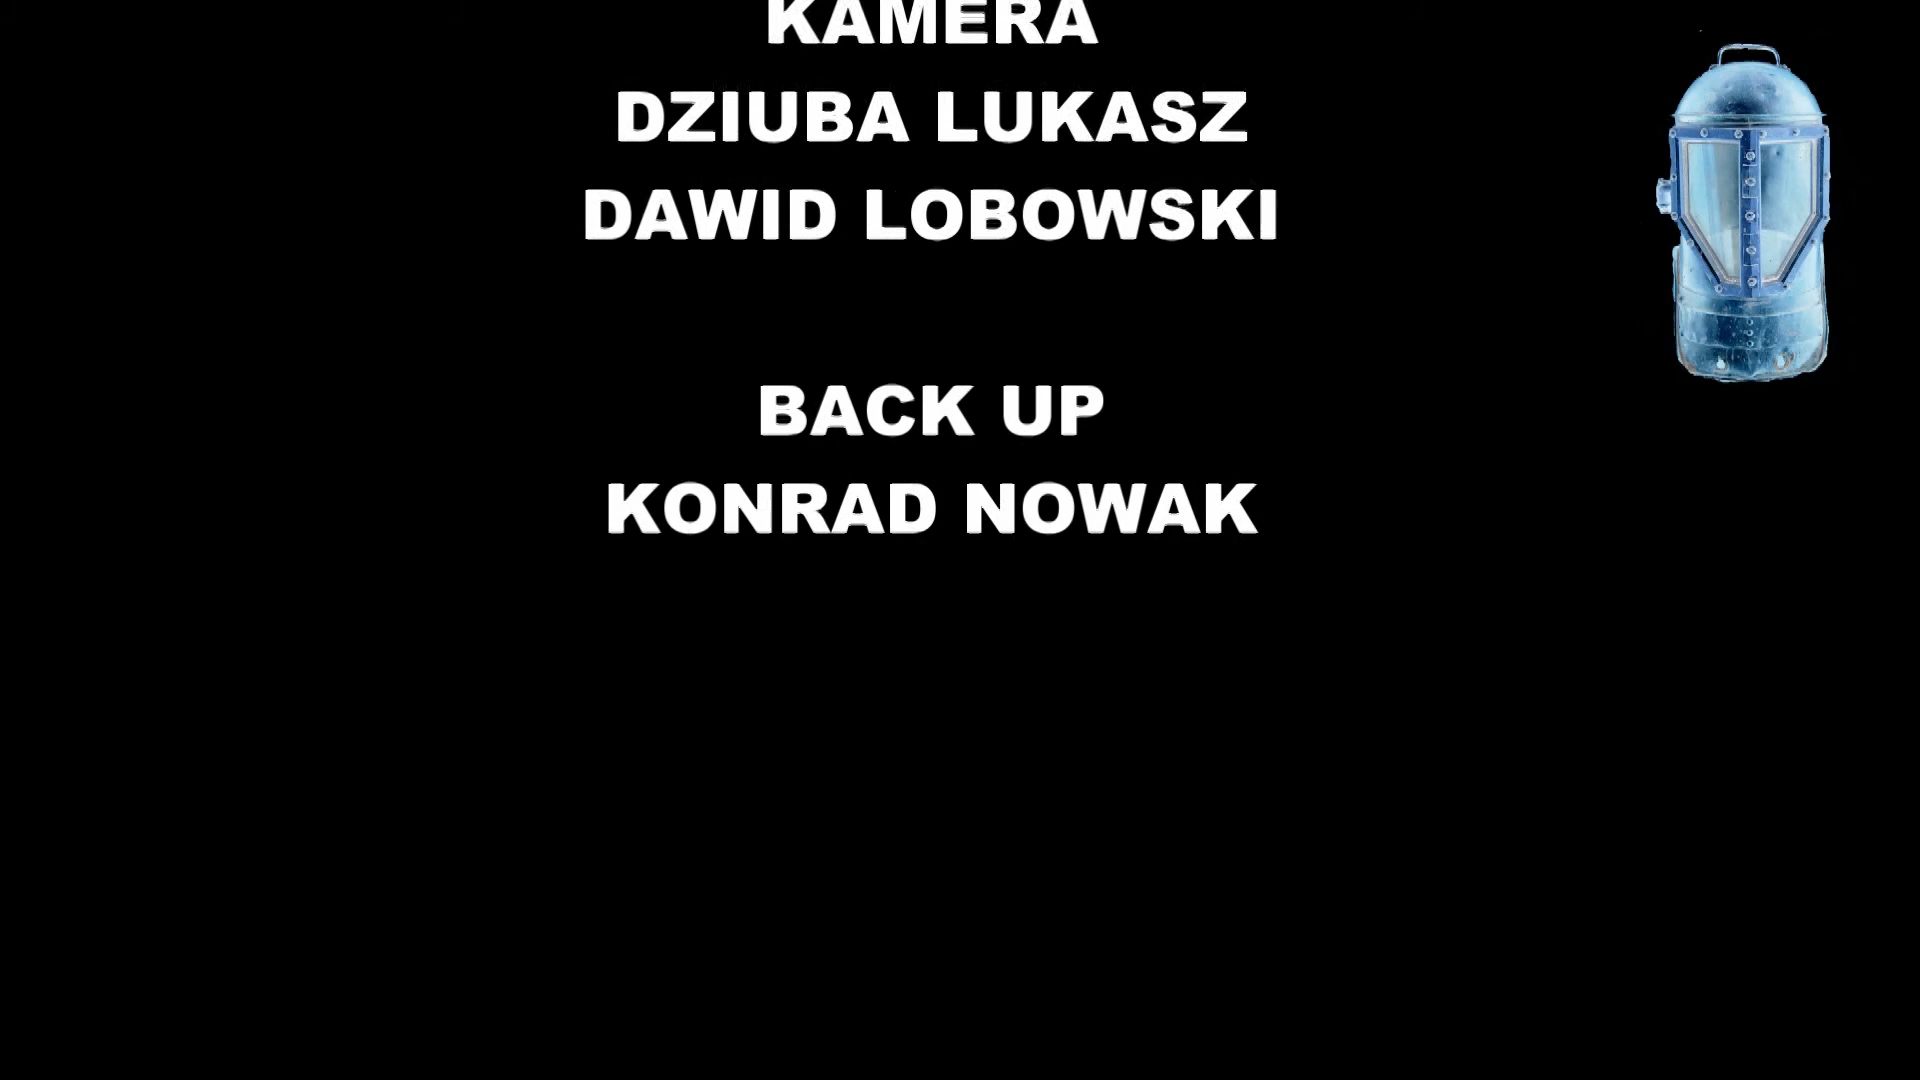 KAMERA
DZIUBA LUKASZ
DAWID LOBOWSKI
BACK UP
KONRAD NOWAK